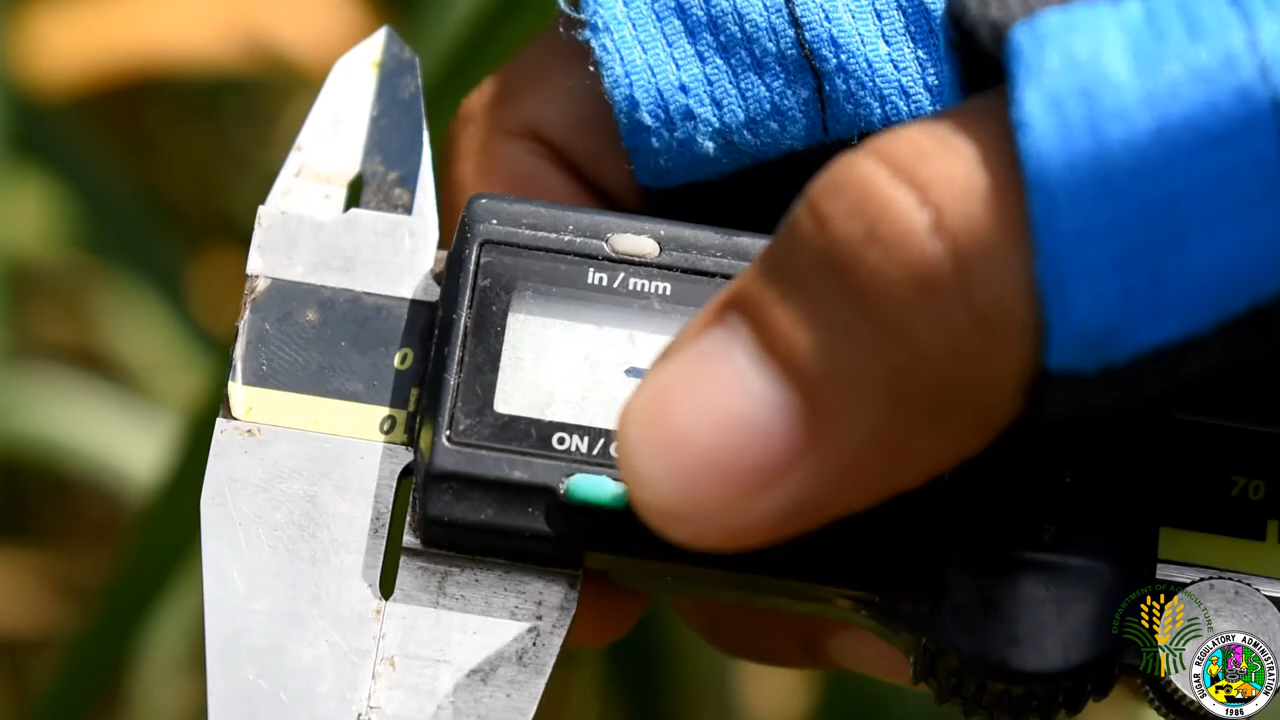 in / mm
0
0
ON /
70
DEPARTMENT OF AGRICULTURE
SUGAR REGULATORY ADMINISTRATION
1986